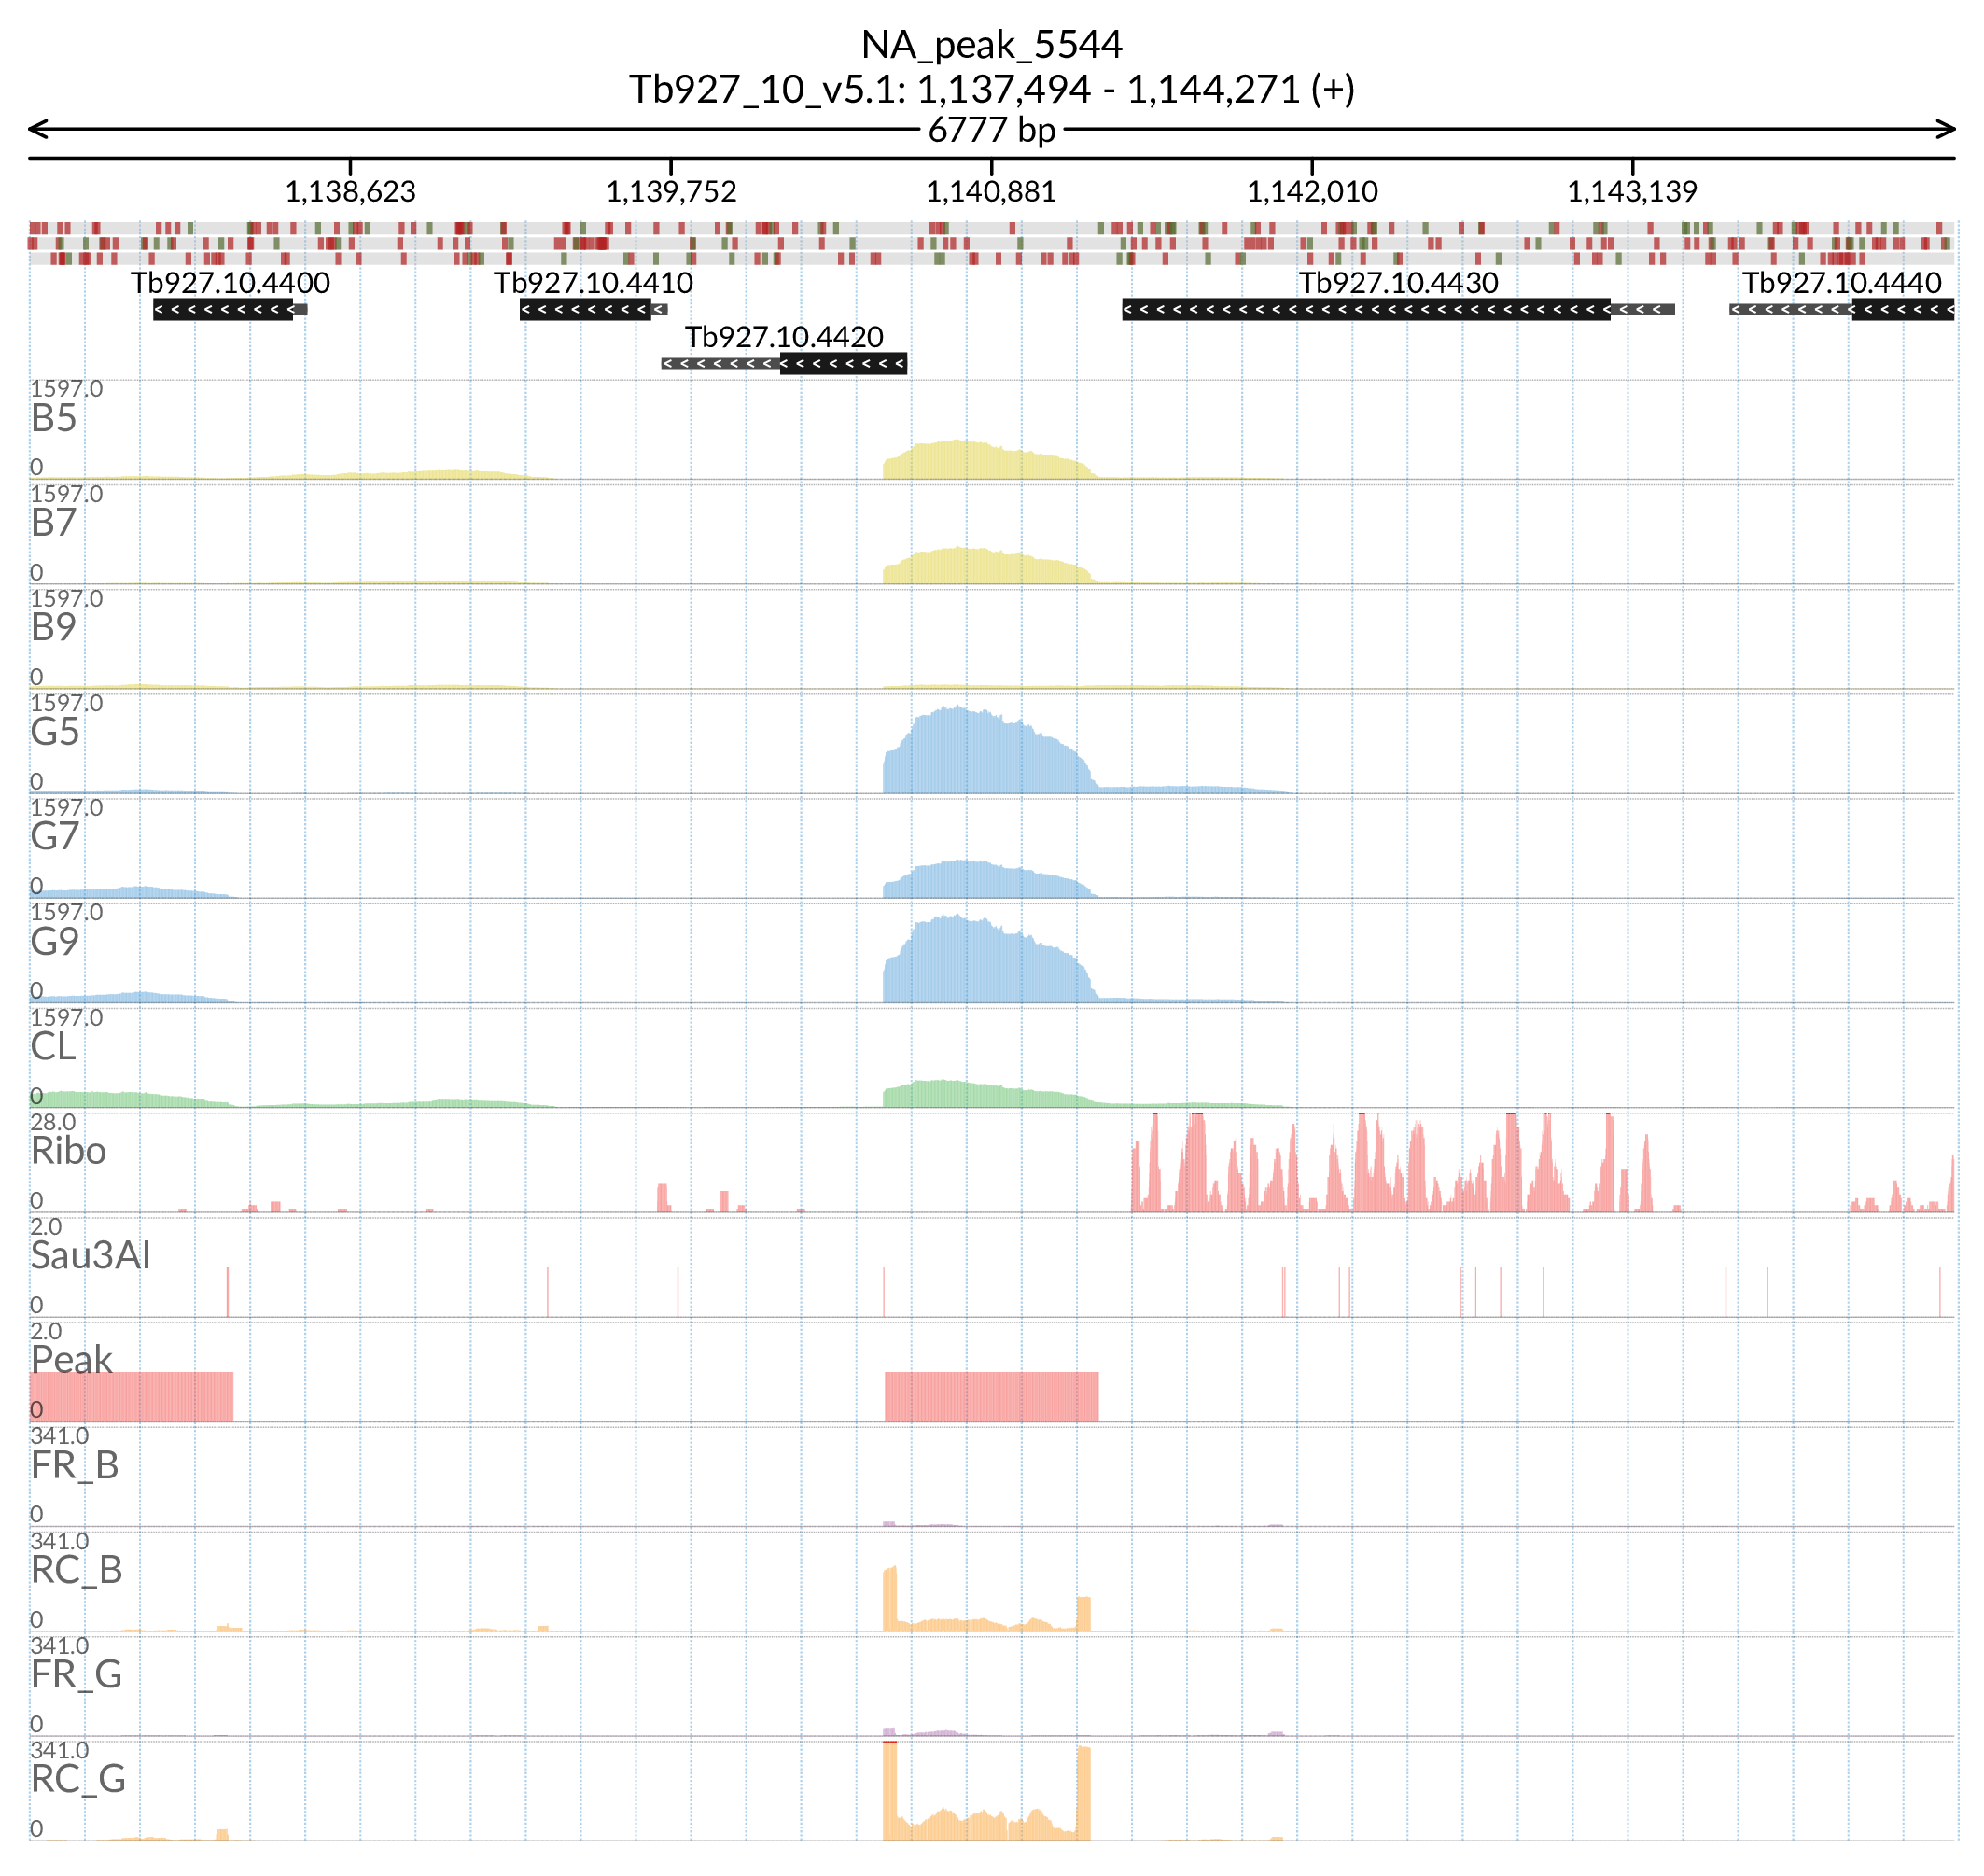 NA_peak_5544
Tb927_10_v5.1: 1,137,494 - 1,144,271 (+)
6777 bp
1,138,623 1,139,752 1,140,881 1,142,010 1,143,139
Tb927.10.4400 Tb927.10.4410 Tb927.10.4430 Tb927.10.4440
Tb927.10.4420
1597.0
B5
0
1597.0
B7
0
1597.0
B9
0
1597.0
G5
0
1597.0
G7
0
1597.0
G9
0
1597.0
CL
0
28.0
Ribo
0
2.0
Sau3AI
0
2.0
Peak
0
341.0
FR_B
0
341.0
RC_B
0
341.0
FR_G
0
341.0
RC_G
0